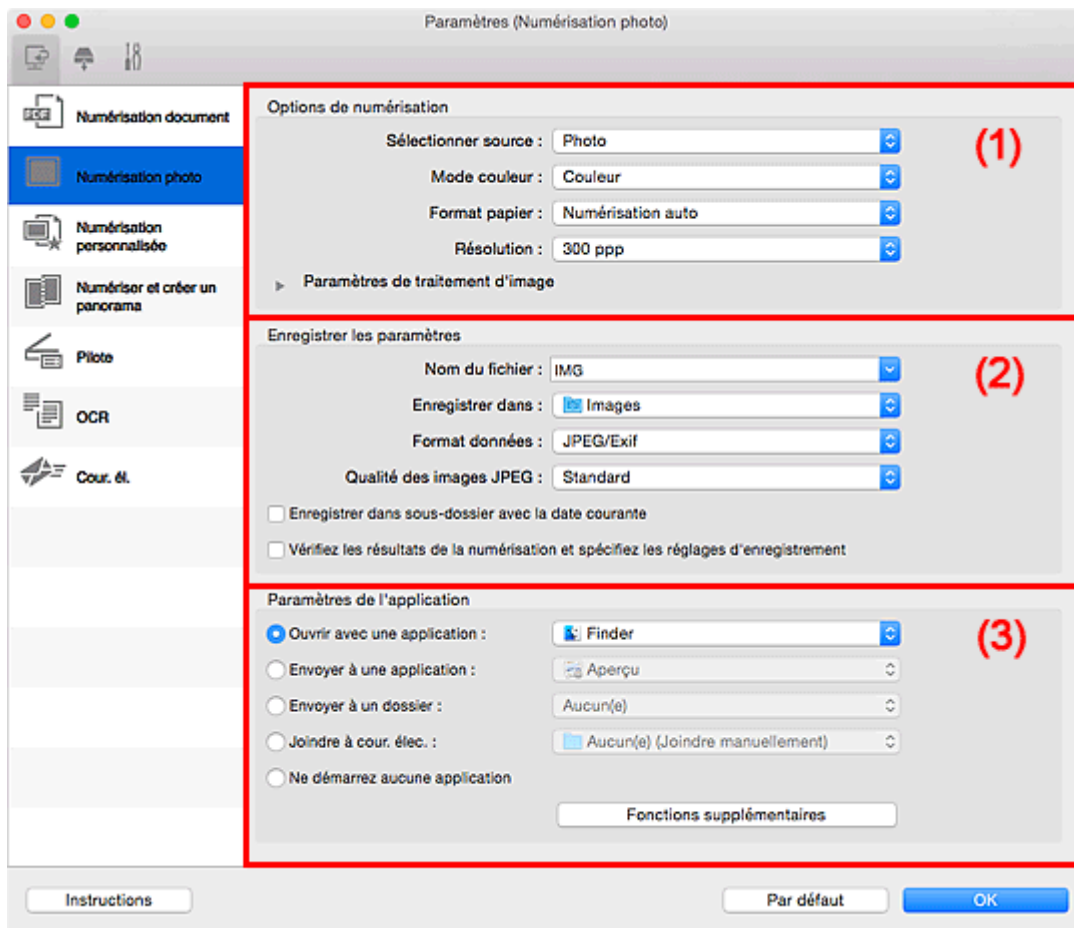 Paramètres (Numérisation photo)
Numérisation document
Numérisation photo
Numérisation
personnalisée
Numériser et créer un
panorama
Pilote
OCR
Cour. él.
Options de numérisation
(1)
Sélectionner source : Photo
Mode couleur : Couleur
Format papier : Numérisation auto
Résolution : 300 ppp
Paramètres de traitement d'image
Enregistrer les paramètres
(2)
Nom du fichier : IMG
Enregistrer dans : Images
Format données : JPEG/Exif
Qualité des images JPEG : Standard
Enregistrer dans sous-dossier avec la date courante
Vérifiez les résultats de la numérisation et spécifiez les réglages d'enregistrement
Paramètres de l'application
(3)
Ouvrir avec une application : Finder
Envoyer à une application : Aperçu
Envoyer à un dossier : Aucun(e)
Joindre à cour. élec. : Aucun(e) (Joindre manuellement)
Ne démarrez aucune application
Fonctions supplémentaires
Instructions
Par défaut
OK